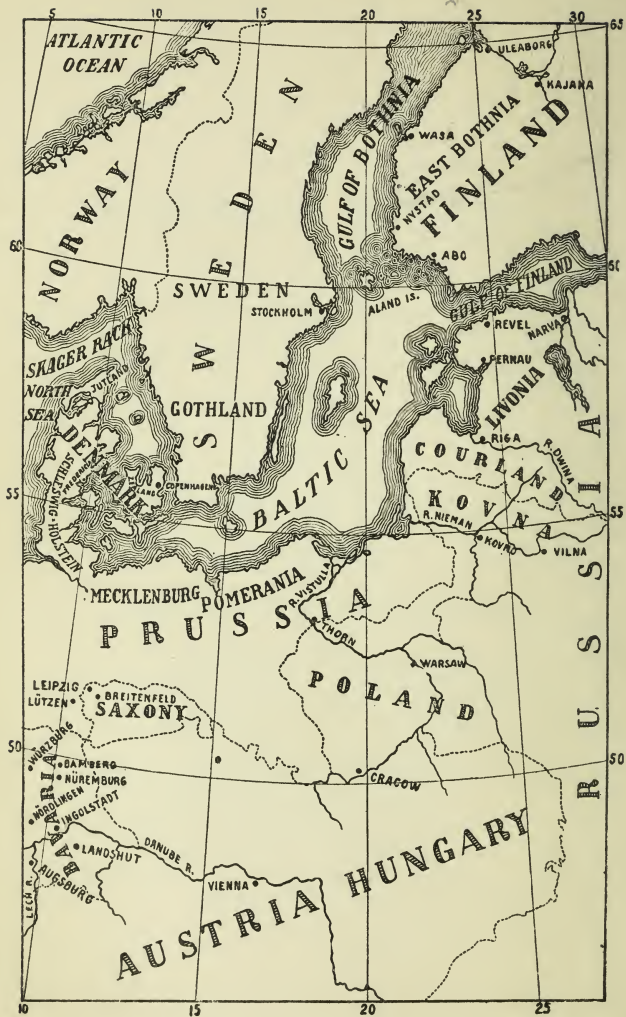 5
10
15
20
25
30
65
ATLANTIC
OCEAN
ULEABORG
KAJANA
WASA
GULF OF BOTHNIA
EAST BOTHNIA
FINLAND
NYSTAD
NORWAY
SWEDEN
60
ABO
60
SWEDEN
STOCKHOLM
ALAND IS.
GULF OF FINLAND
REVEL
NARVA
SKAGER RACK
PERNAU
NORTH
SEA
JUTLAND
GOTHLAND
LIVONIA
BALTIC SEA
RIGA
R. DWINA
DENMARK
COPENHAGEN
COURLAND
55
SCHLESWIG-HOLSTEIN
KOVNA
55
R. NIEMAN
KOVNO
VILNA
RUSSIA
MECKLENBURG
POMERANIA
R. VISTULLA
PRUSSIA
THORN
WARSAW
POLAND
LEIPZIG
LÜTZEN
BREITENFELD
SAXONY
50
WÜRZBURG
BAMBERG
NÜREMBURG
50
CRACOW
NORDLINGEN
INGOLSTADT
BAVARIA
LANDSHUT
DANUBE R.
AUGSBURG
LECH R.
VIENNA
AUSTRIA HUNGARY
10
15
20
25